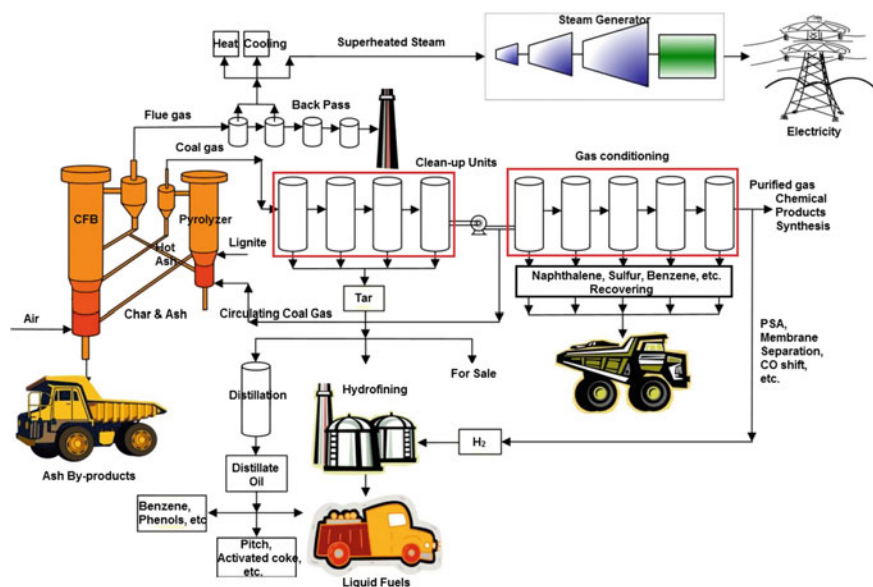 Steam Generator
Heat
Cooling
Superheated Steam
Back Pass
Flue gas
Electricity
Coal gas
Clean-up Units
Gas conditioning
Purified gas
Chemical
Products
Synthesis
CFB
Pyrolyzer
Hot
Ash
Lignite
Naphthalene, Sulfur, Benzene, etc.
Recovering
Tar
Circulating Coal Gas
Char & Ash
Air
PSA,
Membrane
Separation,
CO shift,
etc.
For Sale
Distillation
Hydrofining
H₂
Ash By-products
Distillate
Oil
Benzene,
Phenols, etc
Pitch,
Activated coke,
etc.
Liquid Fuels